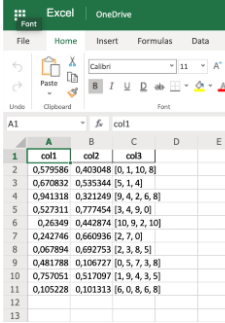 Excel OneDrive
Font
File Home Insert Formulas Data
Calibri 11 A^
Paste B I U D ab A
Undo Clipboard Font
A1 fx col1
A B C D E
1 col1 col2 col3
2 0,579586 0,403048 [0, 1, 10, 8]
3 0,670832 0,535344 [5, 1, 4]
4 0,941318 0,321249 [9, 4, 2, 6, 8]
5 0,527311 0,777454 [3, 4, 9, 0]
6 0,26349 0,442874 [10, 9, 2, 10]
7 0,242746 0,660936 [2, 7, 0]
8 0,067894 0,692753 [2, 3, 8, 5]
9 0,481788 0,106727 [0, 5, 7, 3, 8]
10 0,757051 0,517097 [1, 9, 4, 3, 5]
11 0,105228 0,101313 [6, 0, 8, 6, 8]
12
13